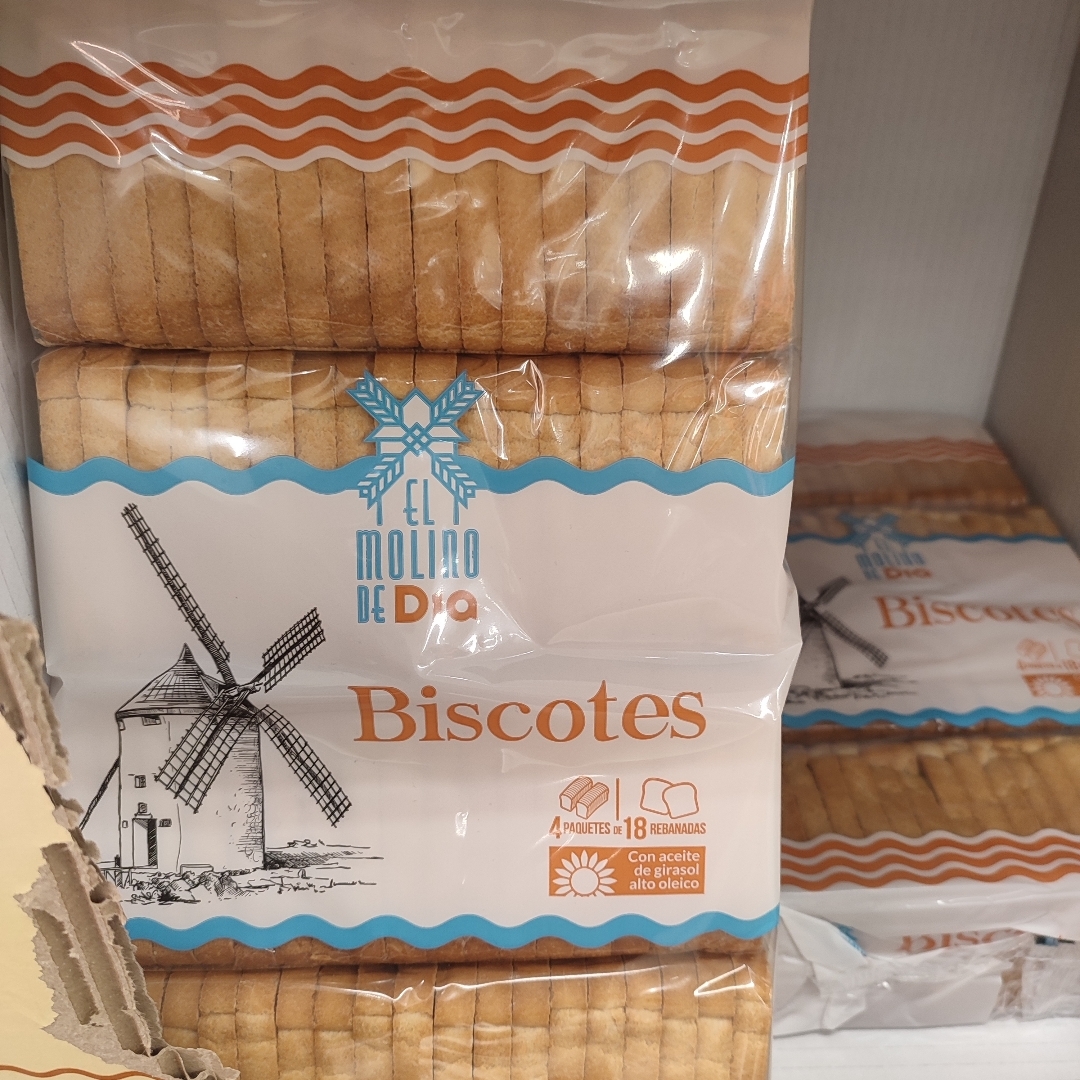 EL
MOLINO
DE Dia
Biscotes
4 PAQUETES DE 18 REBANADAS
Con aceite
de girasol
alto oleico
EL
MOLINO
DE Dia
Biscotes